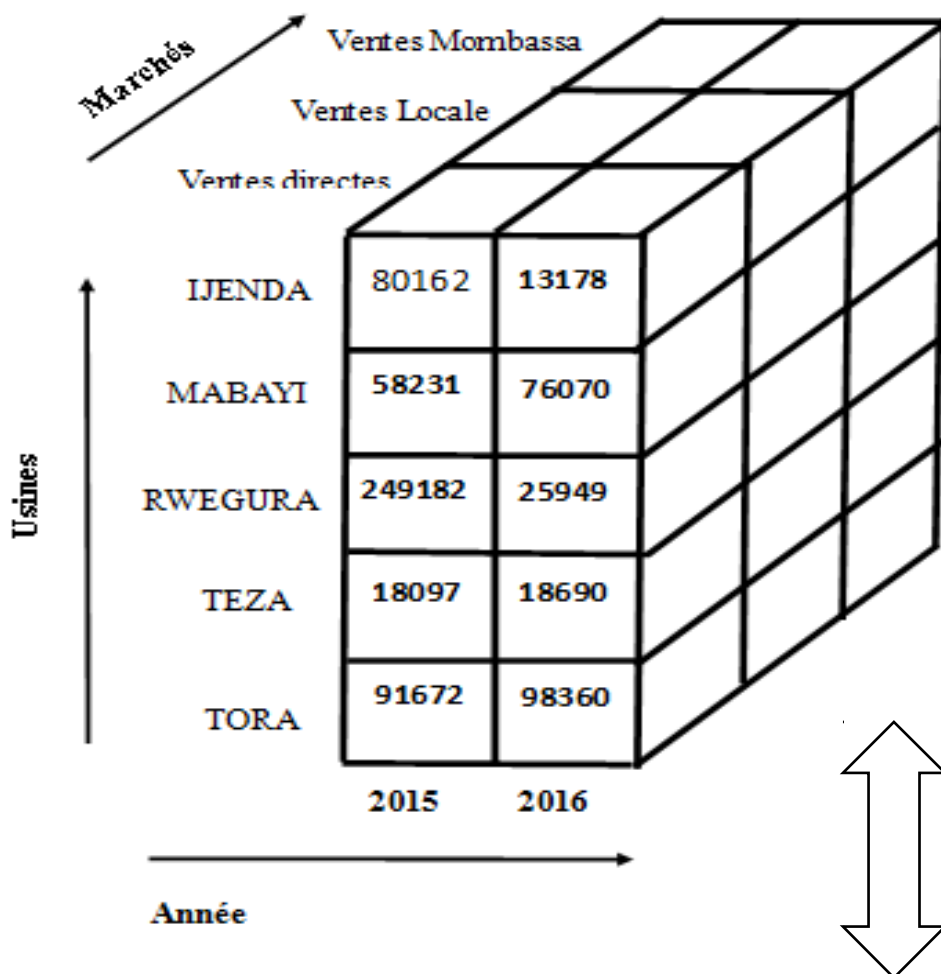 Marchés
Ventes Mombassa
Ventes Locale
Ventes directes
Usines
IJENDA 80162 13178
MABAYI 58231 76070
RWEGURA 249182 25949
TEZA 18097 18690
TORA 91672 98360
2015 2016
Année